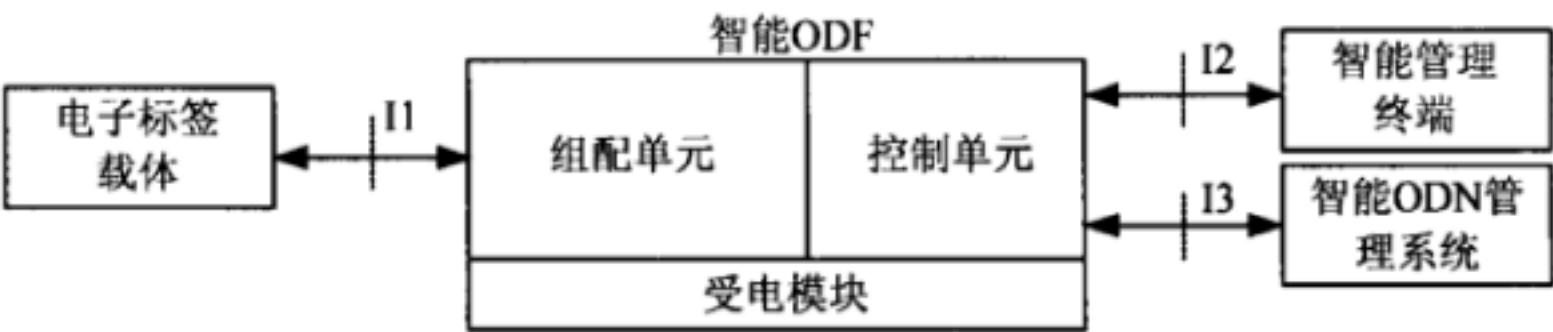 智能ODF
电子标签
载体
I1
组配单元
控制单元
受电模块
I2
智能管理
终端
I3
智能ODN管
理系统